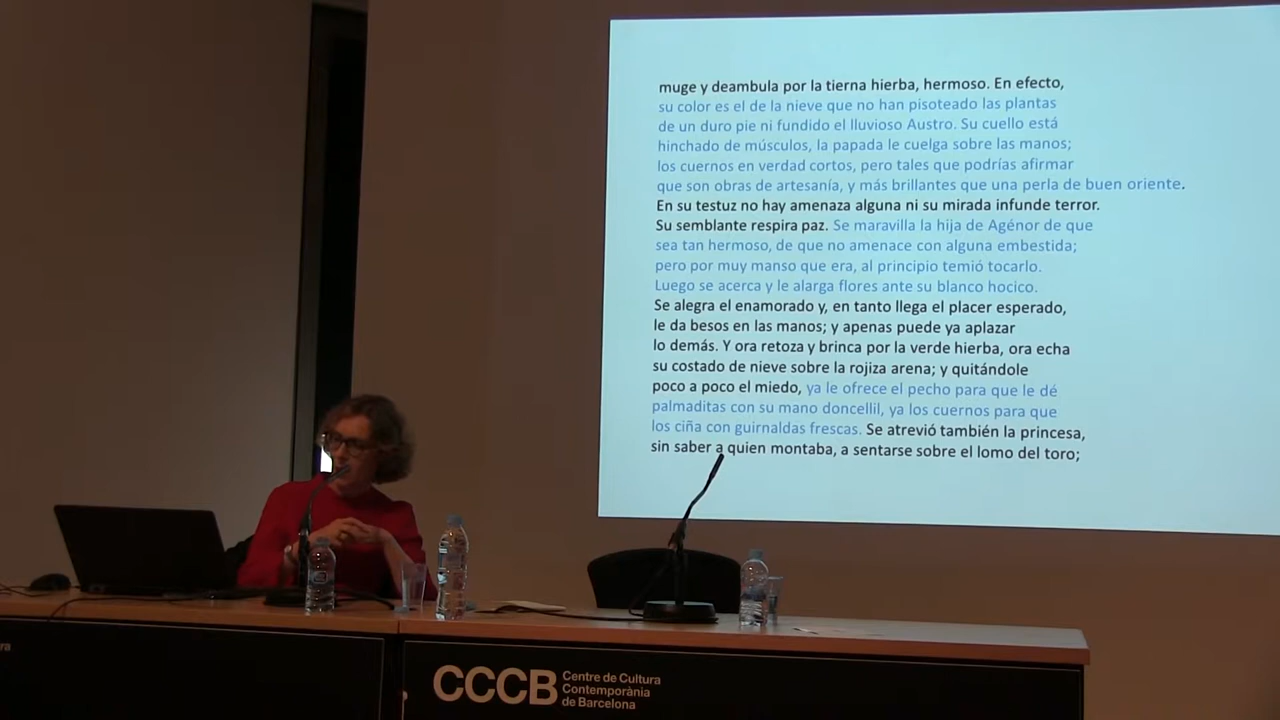 muge y deambula por la tierna hierba, hermoso. En efecto,
su color es el de la nieve que no han pisoteado las plantas
de un duro pie ni fundido el lluvioso Austro. Su cuello está
hinchado de músculos, la papada le cuelga sobre las manos;
los cuernos en verdad cortos, pero tales que podrías afirmar
que son obras de artesanía, y más brillantes que una perla de buen oriente.
En su testuz no hay amenaza alguna ni su mirada infunde terror.
Su semblante respira paz. Se maravilla la hija de Agénor de que
sea tan hermoso, de que no amenace con alguna embestida;
pero por muy manso que era, al principio temió tocarlo.
Luego se acerca y le alarga flores ante su blanco hocico.
Se alegra el enamorado y, en tanto llega el placer esperado,
le da besos en las manos; y apenas puede ya aplazar
lo demás. Y ora retoza y brinca por la verde hierba, ora echa
su costado de nieve sobre la rojiza arena; y quitándole
poco a poco el miedo, ya le ofrece el pecho para que le dé
palmaditas con su mano doncellil, ya los cuernos para que
los ciña con guirnaldas frescas. Se atrevió también la princesa,
sin saber a quien montaba, a sentarse sobre el lomo del toro;
ra
CCCB
Centre de Cultura
Contemporània
de Barcelona